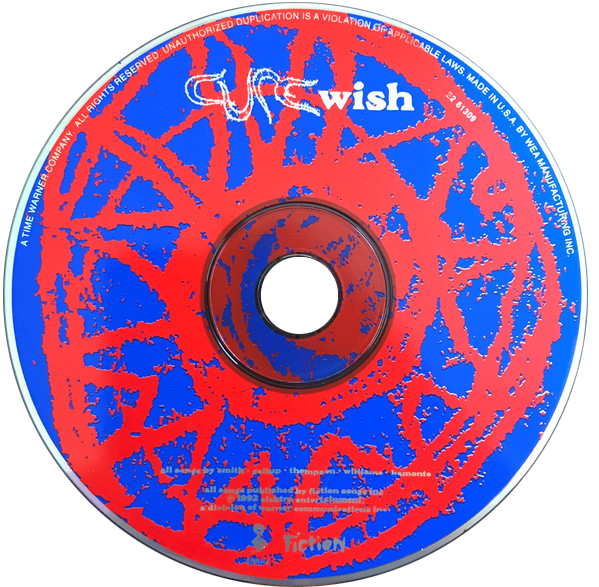 A TIME WARNER COMPANY. ALL RIGHTS RESERVED. UNAUTHORIZED DUPLICATION IS A VIOLATION OF APPLICABLE LAWS. MADE IN U.S.A. BY WEA MANUFACTURING INC.
CURE wish
E2 61309
all songs by smith · gallup · thompson · williams · bamonte
all songs published by fiction songs inc
© 1992 elektra entertainment
a division of warner communications inc
fiction